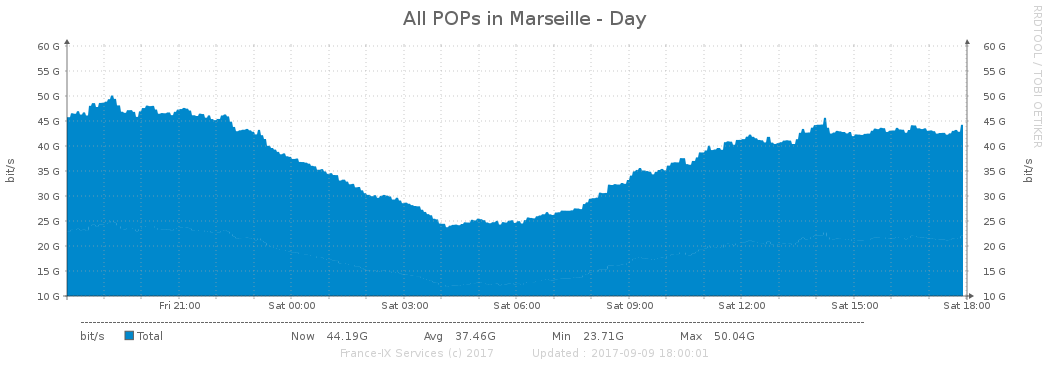 All POPs in Marseille - Day
RRDTOOL / TOBI OETIKER
60 G 60 G
55 G 55 G
50 G 50 G
45 G 45 G
40 G 40 G
35 G 35 G
30 G 30 G
25 G 25 G
20 G 20 G
15 G 15 G
10 G 10 G
bit/s
bit/s
Fri 21:00 Sat 00:00 Sat 03:00 Sat 06:00 Sat 09:00 Sat 12:00 Sat 15:00 Sat 18:00
bit/s Total Now 44.19G Avg 37.46G Min 23.71G Max 50.04G
France-IX Services (c) 2017 Updated : 2017-09-09 18:00:01